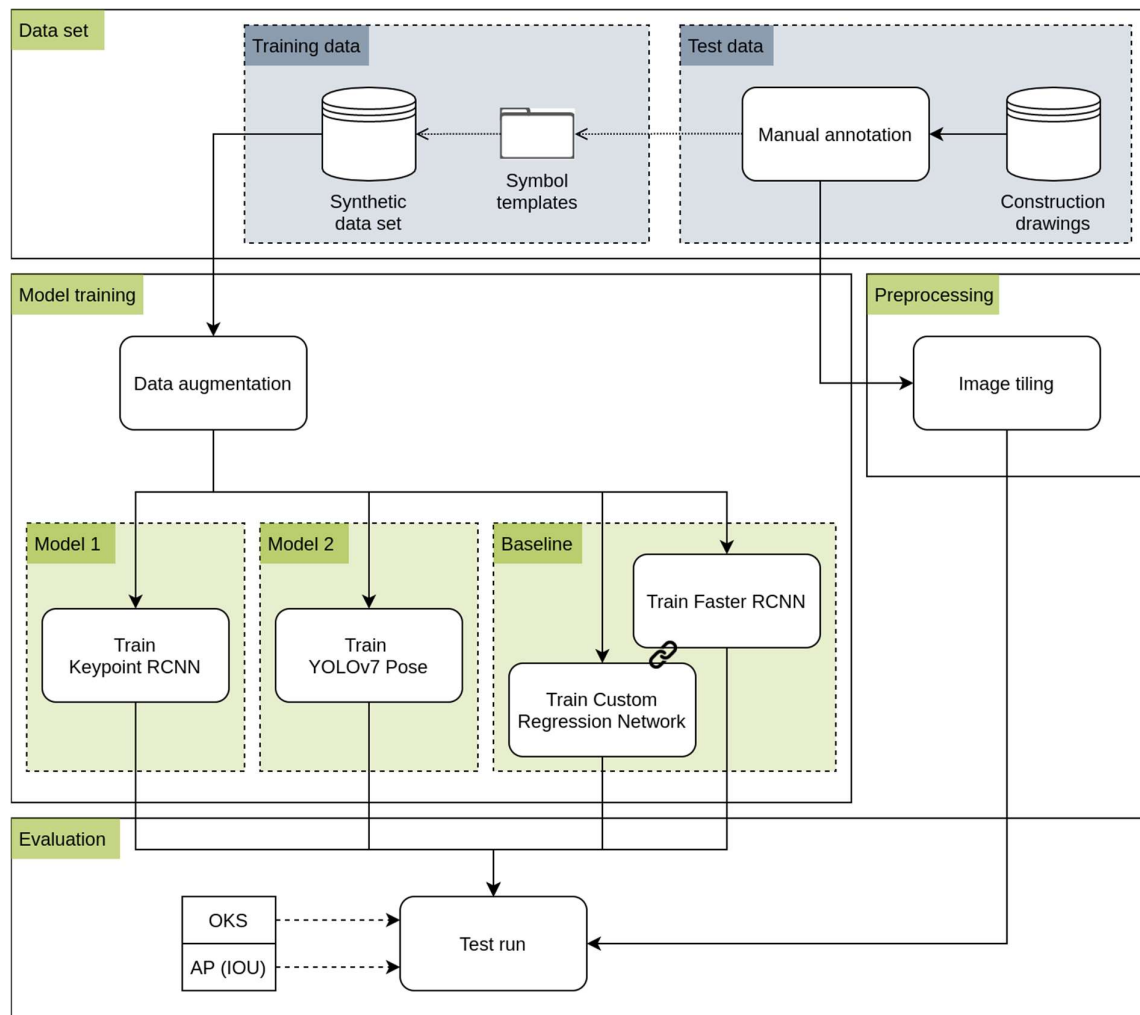 Data set
Training data
Test data
Manual annotation
Synthetic
data set
Symbol
templates
Construction
drawings
Model training
Preprocessing
Data augmentation
Image tiling
Model 1
Model 2
Baseline
Train Faster RCNN
Train
Keypoint RCNN
Train
YOLOv7 Pose
Train Custom
Regression Network
Evaluation
OKS
AP (IOU)
Test run